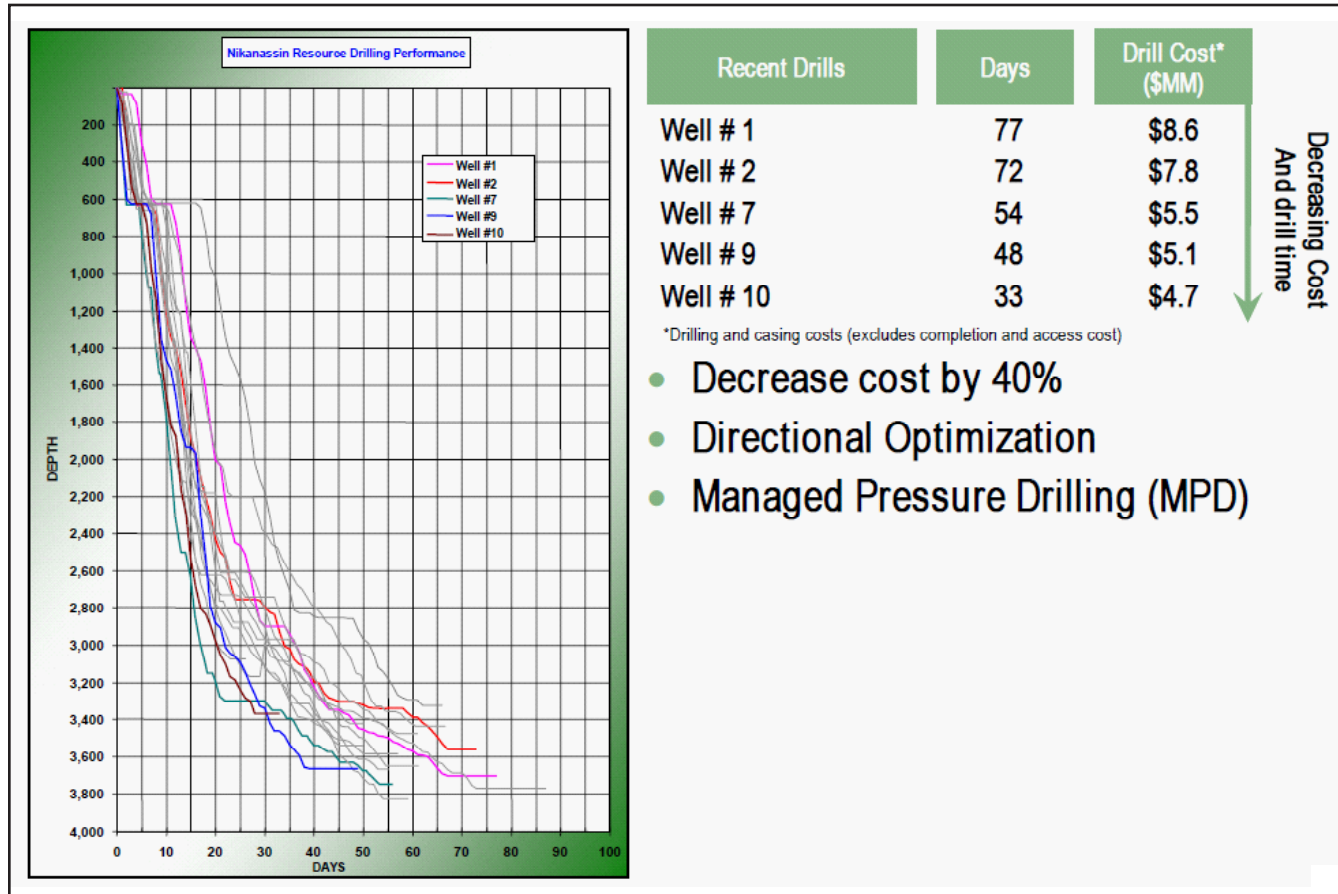 Nikanassin Resource Drilling Performance
200
400
600
800
1,000
1,200
1,400
1,600
1,800
2,000
2,200
2,400
2,600
2,800
3,000
3,200
3,400
3,600
3,800
4,000
DEPTH
0 10 20 30 40 50 60 70 80 90 100
DAYS
Well #1
Well #2
Well #7
Well #9
Well #10
Recent Drills Days Drill Cost*
($MM)
Well # 1 77 $8.6
Well # 2 72 $7.8
Well # 7 54 $5.5
Well # 9 48 $5.1
Well # 10 33 $4.7
Decreasing Cost
And drill time
*Drilling and casing costs (excludes completion and access cost)
• Decrease cost by 40%
• Directional Optimization
• Managed Pressure Drilling (MPD)